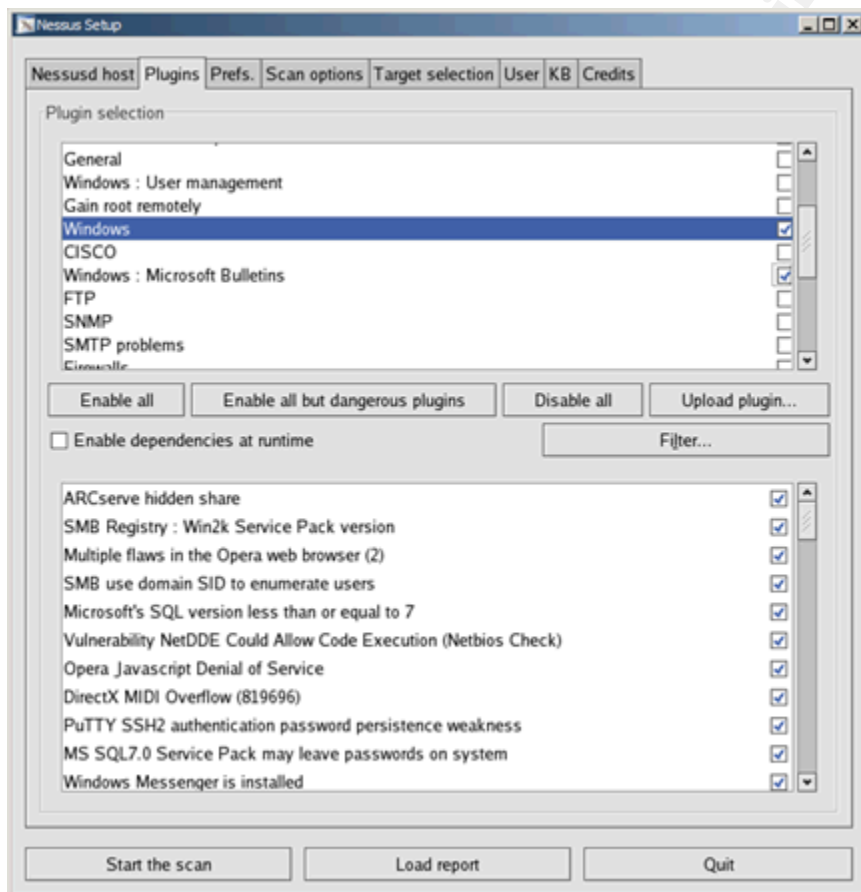 Nessus Setup
Nessusd host Plugins Prefs. Scan options Target selection User KB Credits
Plugin selection
General
Windows : User management
Gain root remotely
Windows
CISCO
Windows : Microsoft Bulletins
FTP
SNMP
SMTP problems
Firewalls
Enable all Enable all but dangerous plugins Disable all Upload plugin...
Enable dependencies at runtime Filter...
ARCserve hidden share
SMB Registry : Win2k Service Pack version
Multiple flaws in the Opera web browser (2)
SMB use domain SID to enumerate users
Microsoft's SQL version less than or equal to 7
Vulnerability NetDDE Could Allow Code Execution (Netbios Check)
Opera Javascript Denial of Service
DirectX MIDI Overflow (819696)
PuTTY SSH2 authentication password persistence weakness
MS SQL7.0 Service Pack may leave passwords on system
Windows Messenger is installed
Start the scan Load report Quit